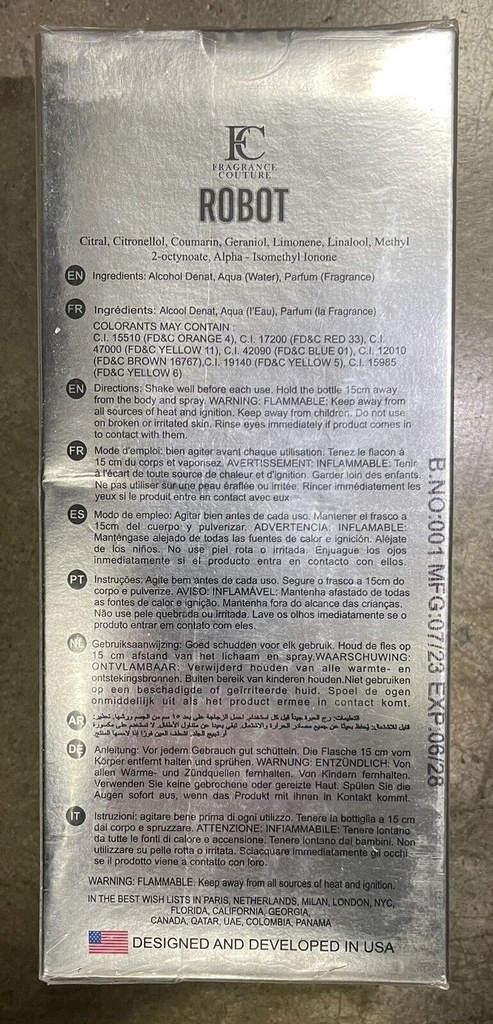 FC
FRAGRANCE
COUTURE
ROBOT
Citral, Citronellol, Coumarin, Geraniol, Limonene, Linalool, Methyl
2-octynoate, Alpha - Isomethyl Ionone
EN Ingredients: Alcohol Denat, Aqua (Water), Parfum (Fragrance)
FR Ingrédients: Alcool Denat, Aqua (l'Eau), Parfum (la Fragrance)
COLORANTS MAY CONTAIN :
C.I. 15510 (FD&C ORANGE 4), C.I. 17200 (FD&C RED 33), C.I.
47000 (FD&C YELLOW 11), C.I. 42090 (FD&C BLUE 01), C.I. 12010
(FD&C BROWN 16767),C.I. 19140 (FD&C YELLOW 5), C.I. 15985
(FD&C YELLOW 6)
EN Directions: Shake well before each use. Hold the bottle 15cm away
from the body and spray. WARNING: FLAMMABLE: Keep away from
all sources of heat and ignition. Keep away from children. Do not use
on broken or irritated skin. Rinse eyes immediately if product comes in
to contact with them.
FR Mode d'emploi: bien agiter avant chaque utilisation. Tenez le flacon à
15 cm du corps et vaporisez. AVERTISSEMENT: INFLAMMABLE: Tenir
à l'écart de toute source de chaleur et d'ignition. Garder loin des enfants.
Ne pas utiliser sur une peau éraflée ou irritée. Rincer immédiatement les
yeux si le produit entre en contact avec eux.
ES Modo de empleo: Agitar bien antes de cada uso. Mantener el frasco a
15cm del cuerpo y pulverizar. ADVERTENCIA: INFLAMABLE:
Manténgase alejado de todas las fuentes de calor e ignición. Aléjate
de los niños. No use piel rota o irritada. Enjuague los ojos
inmediatamente si el producto entra en contacto con ellos.
PT Instruções: Agite bem antes de cada uso. Segure o frasco a 15cm do
corpo e pulverize. AVISO: INFLAMÁVEL: Mantenha afastado de todas
as fontes de calor e ignição. Mantenha fora do alcance das crianças.
Não use pele quebrada ou irritada. Lave os olhos imediatamente se o
produto entrar em contato com eles.
NL Gebruiksaanwijzing: Goed schudden voor elk gebruik. Houd de fles op
15 cm afstand van het lichaam en spray.WAARSCHUWING:
ONTVLAMBAAR: Verwijderd houden van alle warmte- en
ontstekingsbronnen. Buiten bereik van kinderen houden.Niet gebruiken
op een beschadigde of geïrriteerde huid. Spoel de ogen
onmiddellijk uit als het product ermee in contact komt.
AR
DE Anleitung: Vor jedem Gebrauch gut schütteln. Die Flasche 15 cm vom
Körper entfernt halten und sprühen. WARNUNG: ENTZÜNDLICH: Von
allen Wärme- und Zündquellen fernhalten. Von Kindern fernhalten.
Verwenden Sie keine gebrochene oder gereizte Haut. Spülen Sie die
Augen sofort aus, wenn das Produkt mit ihnen in Kontakt kommt.
IT Istruzioni: agitare bene prima di ogni utilizzo. Tenere la bottiglia a 15 cm
dal corpo e spruzzare. ATTENZIONE: INFIAMMABILE: Tenere lontano
da tutte le fonti di calore e accensione. Tenere lontano dai bambini. Non
utilizzare su pelle rotta o irritata. Sciacquare immediatamente gli occhi
se il prodotto viene a contatto con loro.
WARNING: FLAMMABLE. Keep away from all sources of heat and ignition.
IN THE BEST WISH LISTS IN PARIS, NETHERLANDS, MILAN, LONDON, NYC,
FLORIDA, CALIFORNIA, GEORGIA,
CANADA, QATAR, UAE, COLOMBIA, PANAMA
DESIGNED AND DEVELOPED IN USA
B.NO:001 MFG:07/23 EXP:06/28